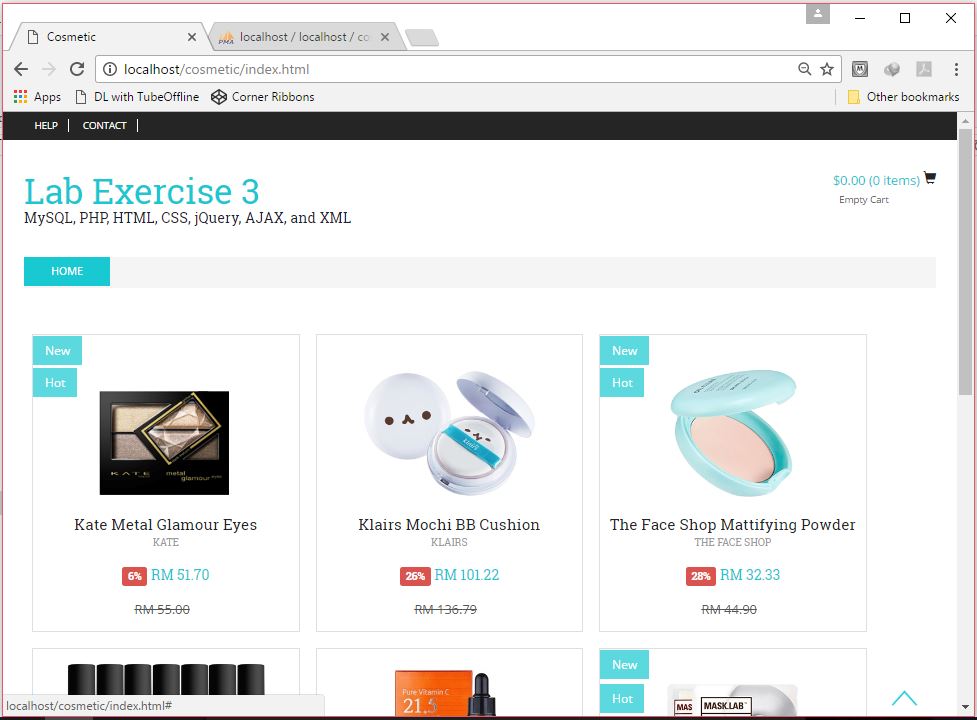 Cosmetic
PMA localhost / localhost / co
localhost/cosmetic/index.html
Apps DL with TubeOffline Corner Ribbons Other bookmarks
HELP CONTACT
Lab Exercise 3
MySQL, PHP, HTML, CSS, jQuery, AJAX, and XML
$0.00 (0 items)
Empty Cart
HOME
New
Hot
KATE metal glamour eyes
Kate Metal Glamour Eyes
KATE
6% RM 51.70
RM 55.00
klairs
Klairs Mochi BB Cushion
KLAIRS
26% RM 101.22
RM 136.79
New
Hot
The Face Shop Mattifying Powder
THE FACE SHOP
28% RM 32.33
RM 44.90
Pure Vitamin C
21.5
New
Hot
MAS MASK.LAB
localhost/cosmetic/index.html#